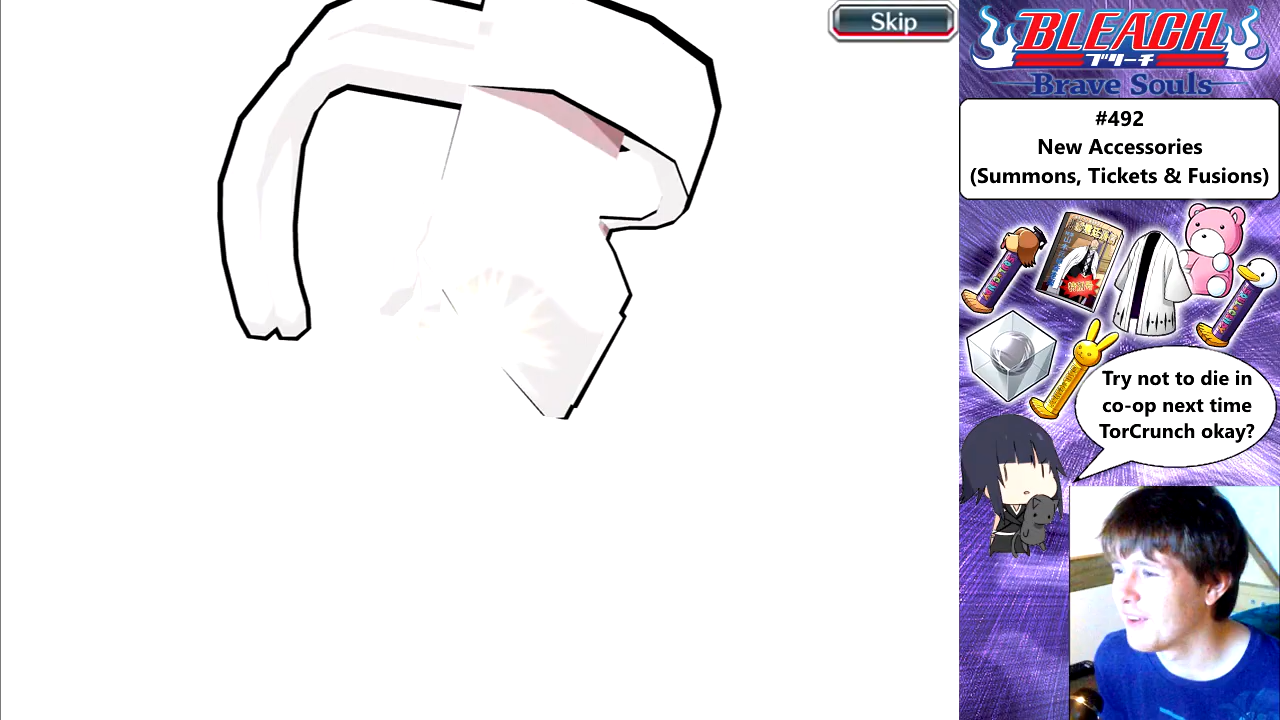 Skip
BLEACH
ブリーチ
Brave Souls
#492
New Accessories
(Summons, Tickets & Fusions)
Try not to die in
co-op next time
TorCrunch okay?